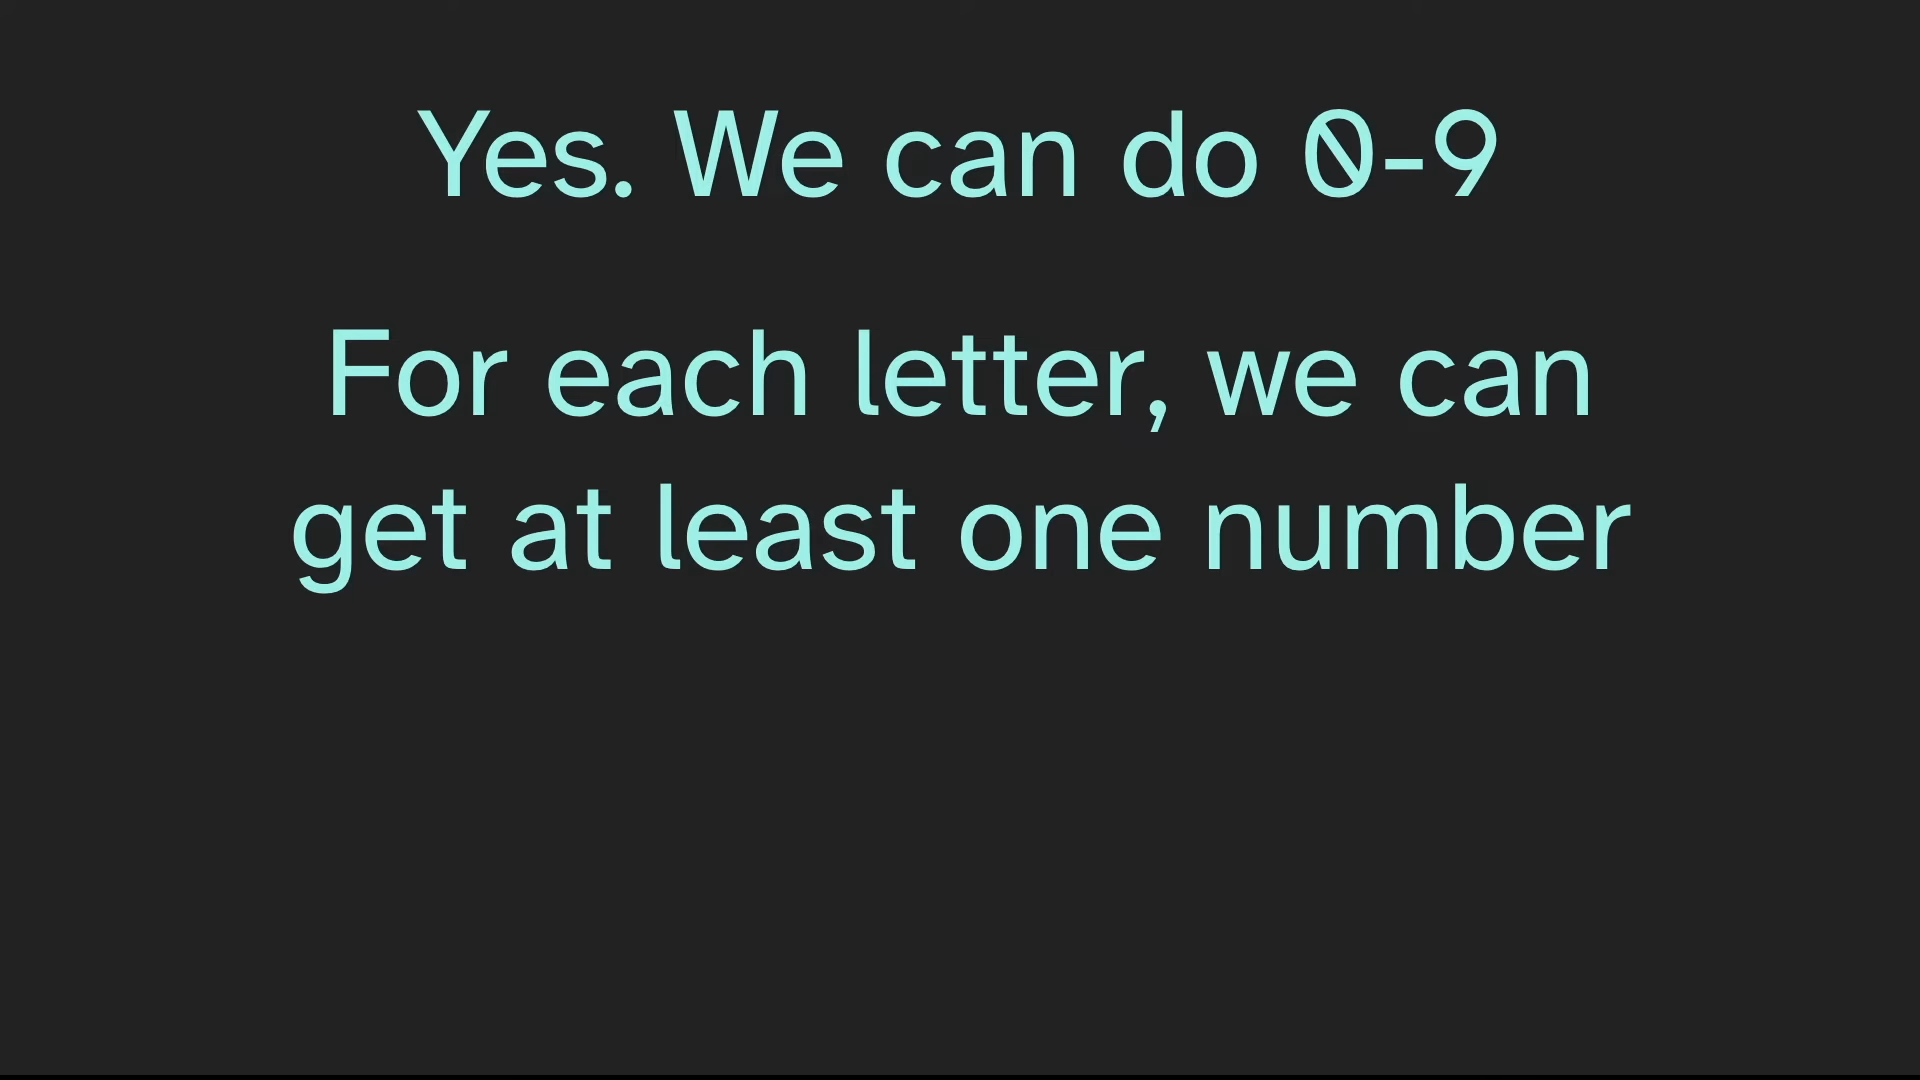 Yes. We can do 0-9
For each letter, we can
get at least one number